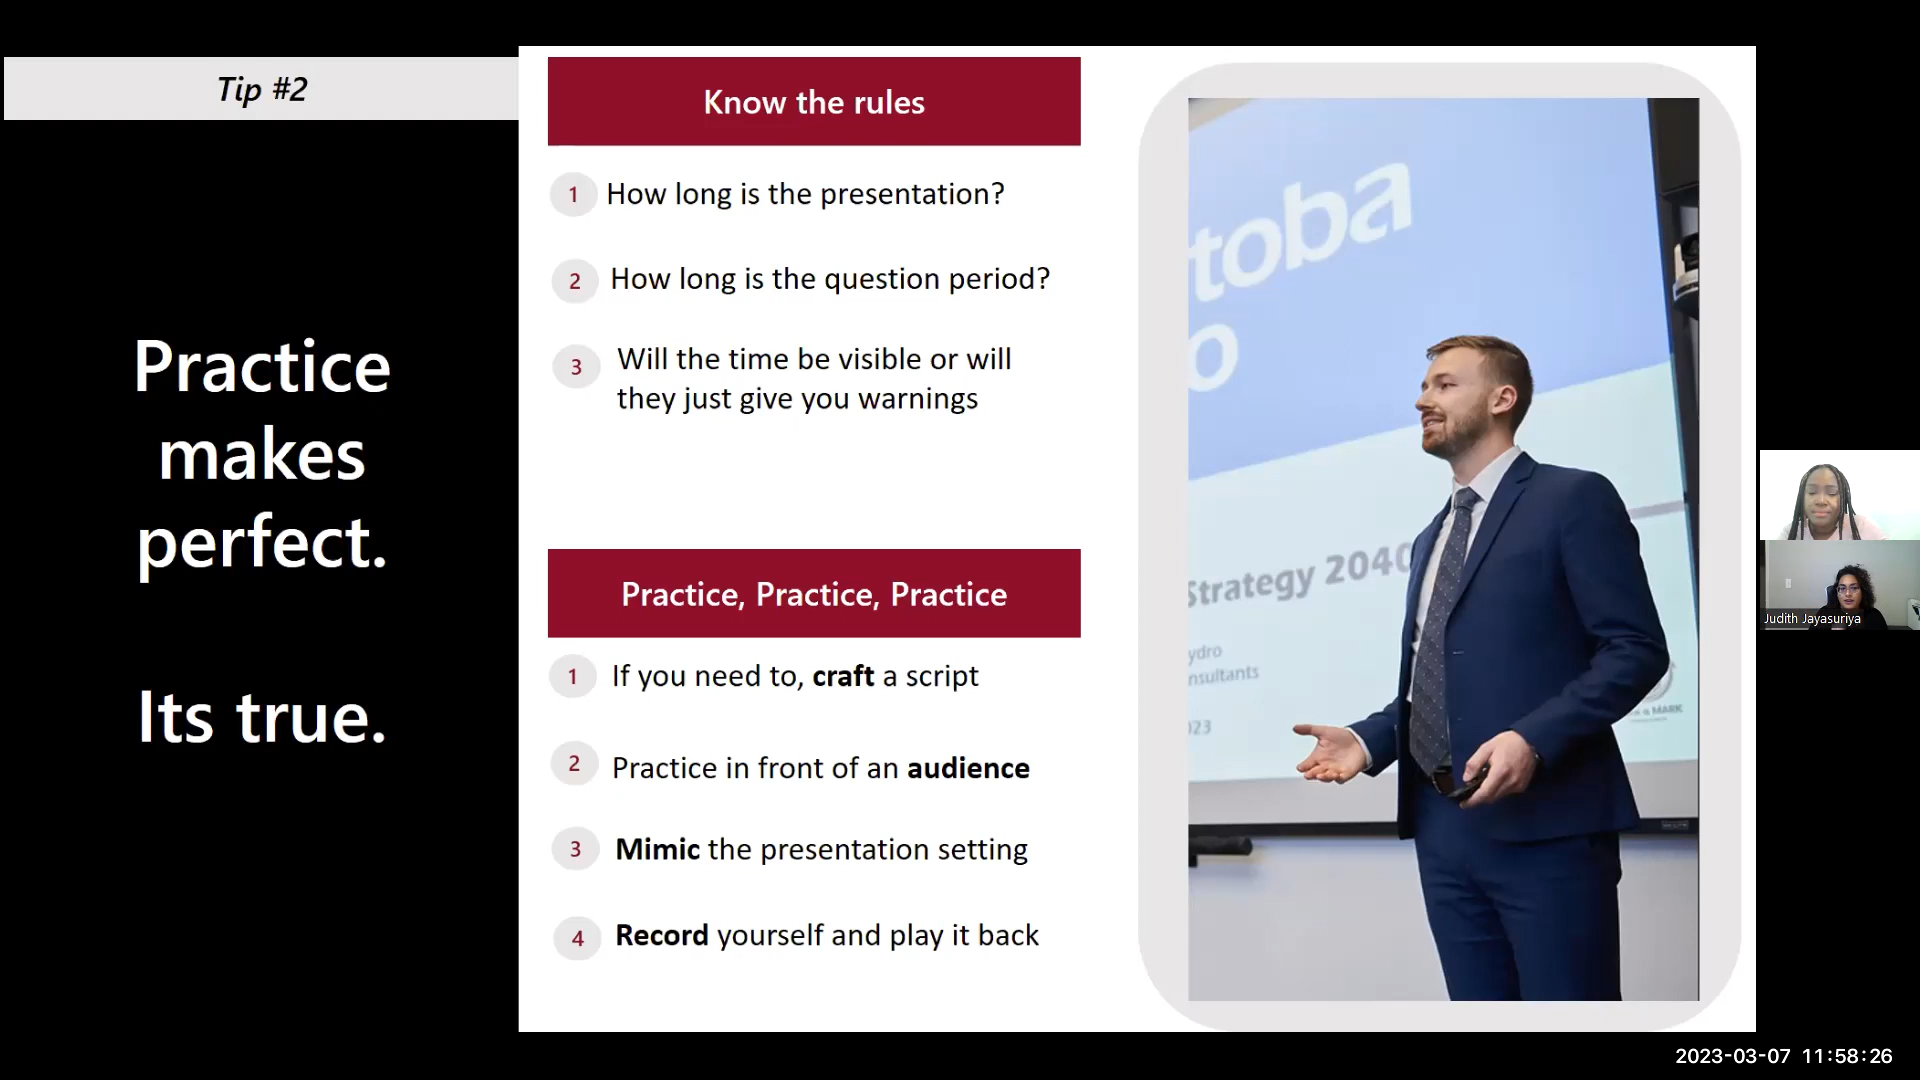 Tip #2
Practice
makes
perfect.
Its true.
Know the rules
1 How long is the presentation?
2 How long is the question period?
3 Will the time be visible or will
they just give you warnings
Practice, Practice, Practice
1 If you need to, craft a script
2 Practice in front of an audience
3 Mimic the presentation setting
4 Record yourself and play it back
toba
o
Strategy 2040
ydro
nsultants
023
MARK
Judith Jayasuriya
2023-03-07 11:58:26